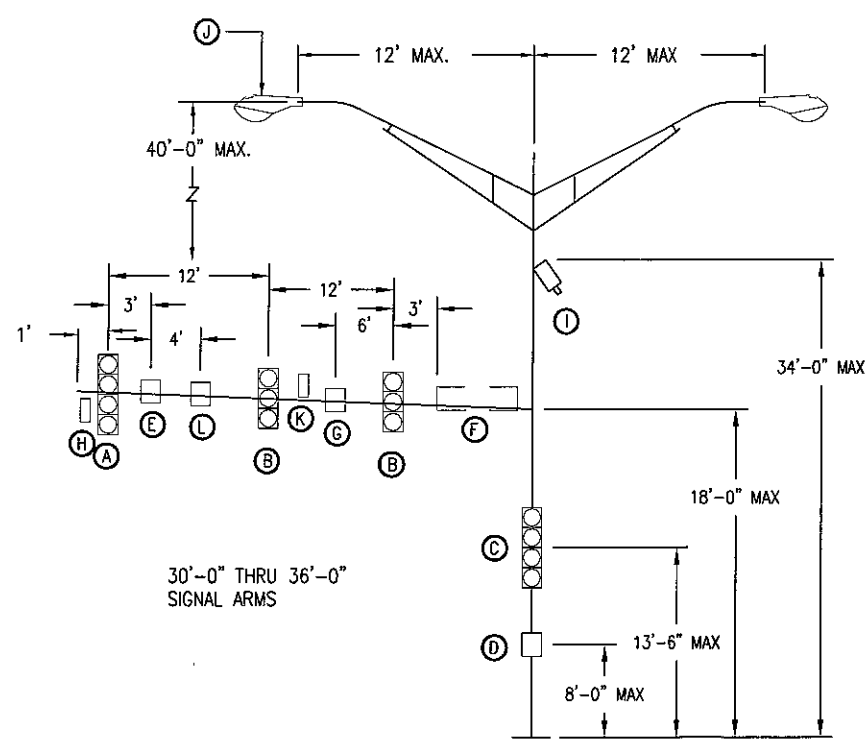 J
12' MAX.
12' MAX
40'-0" MAX.
Z
12'
12'
3'
3'
1'
4'
6'
I
34'-0" MAX
H
A
E
L
B
K
G
B
F
18'-0" MAX
C
30'-0" THRU 36'-0"
SIGNAL ARMS
D
13'-6" MAX
8'-0" MAX